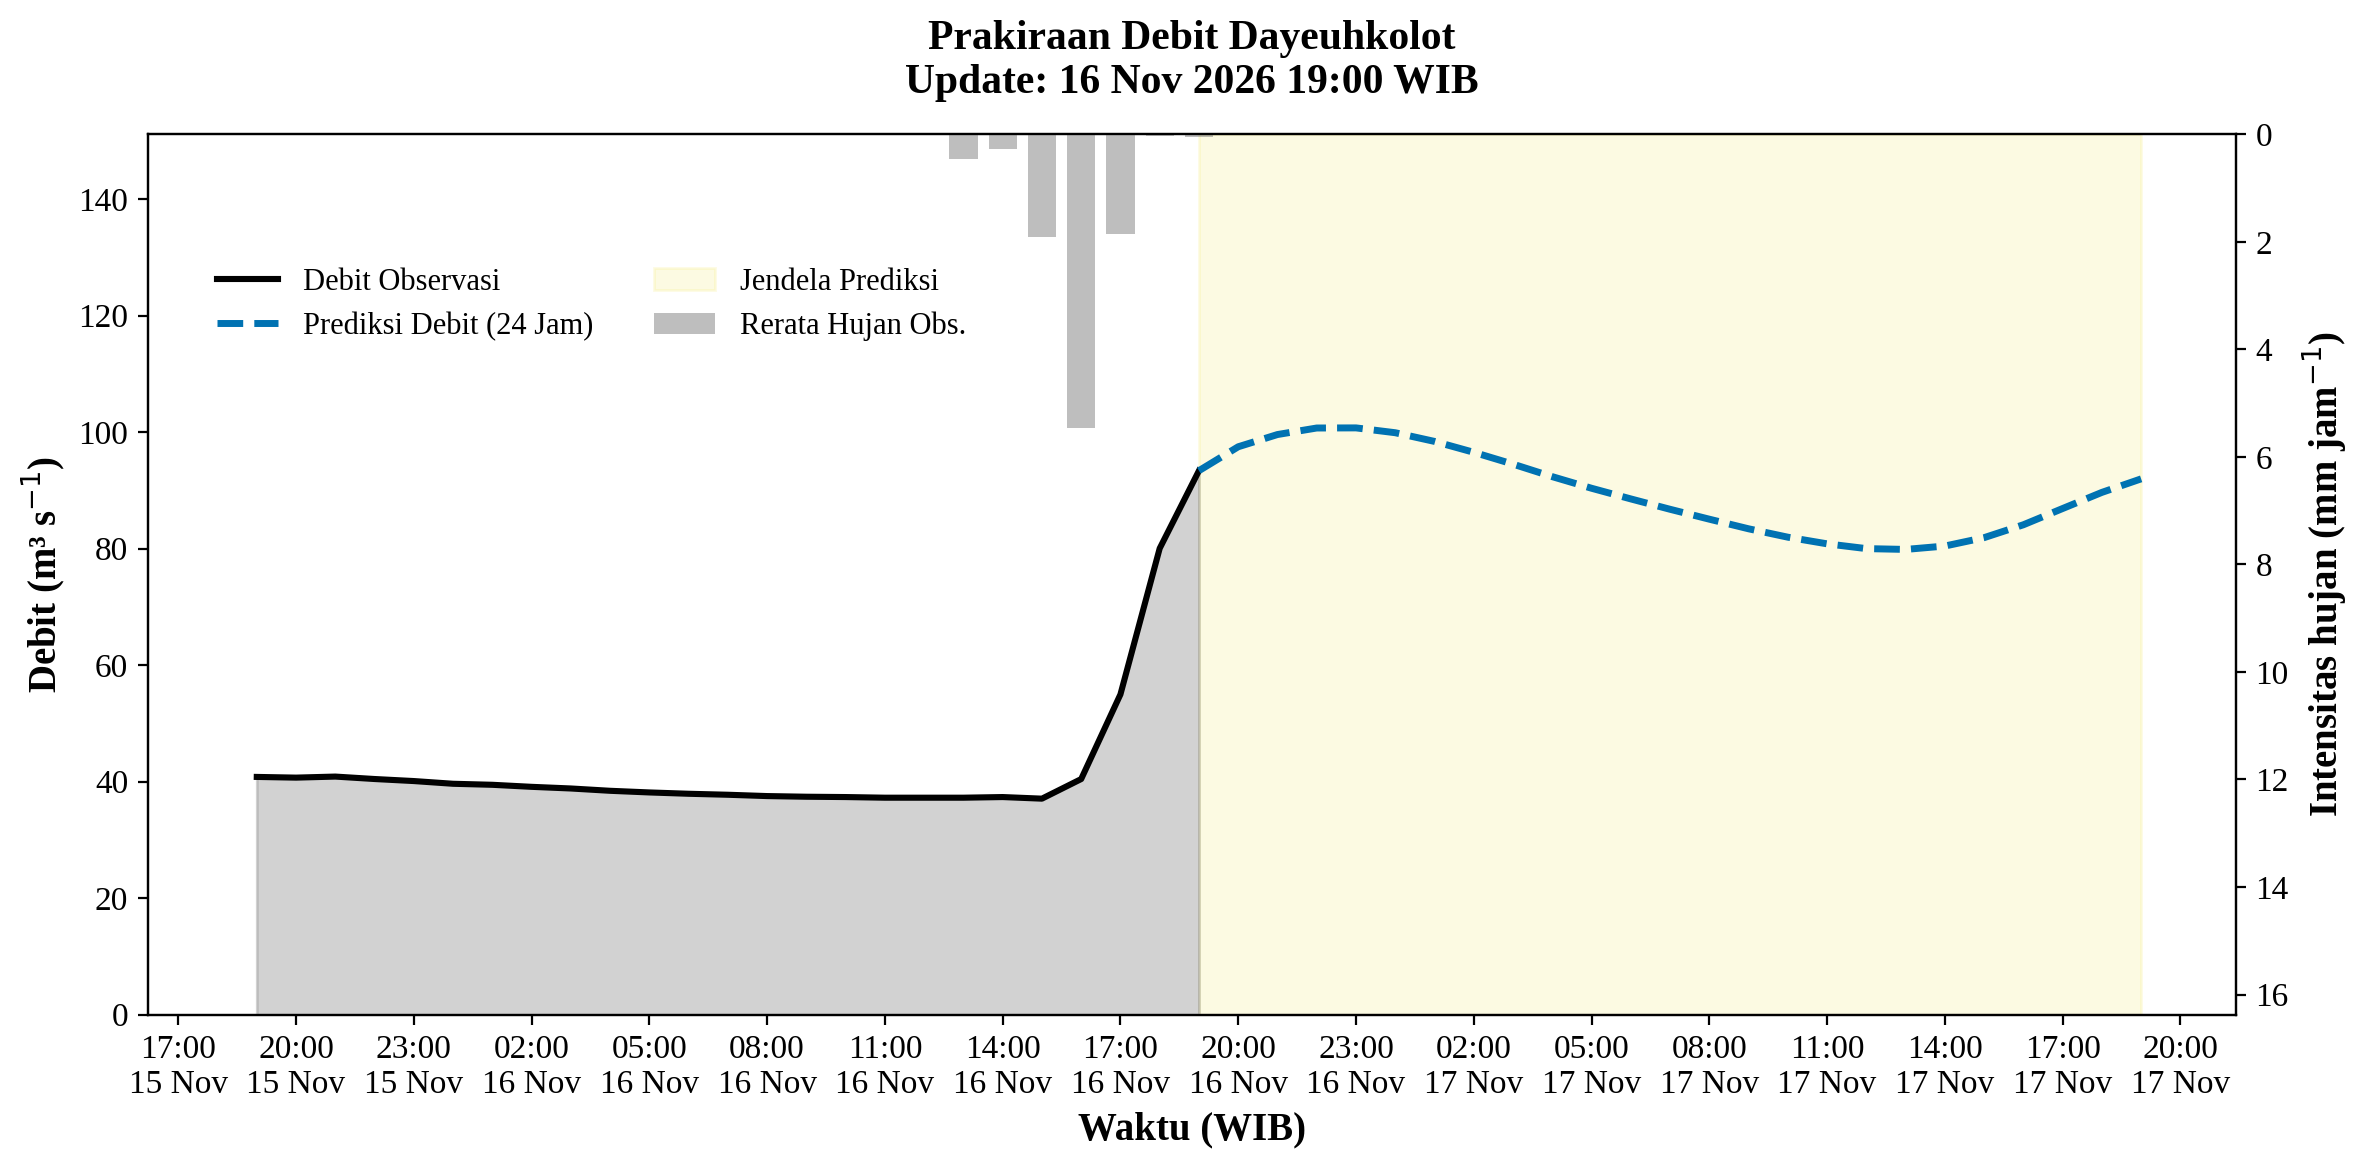 Prakiraan Debit Dayeuhkolot
Update: 16 Nov 2026 19:00 WIB
Debit (m³ s⁻¹)
140
120
100
80
60
40
20
0
Debit Observasi
Prediksi Debit (24 Jam)
Jendela Prediksi
Rerata Hujan Obs.
0
2
4
6
8
10
12
14
16
Intensitas hujan (mm jam⁻¹)
17:00 20:00 23:00 02:00 05:00 08:00 11:00 14:00 17:00 20:00 23:00 02:00 05:00 08:00 11:00 14:00 17:00 20:00
15 Nov 15 Nov 15 Nov 16 Nov 16 Nov 16 Nov 16 Nov 16 Nov 16 Nov 16 Nov 16 Nov 17 Nov 17 Nov 17 Nov 17 Nov 17 Nov 17 Nov 17 Nov
Waktu (WIB)